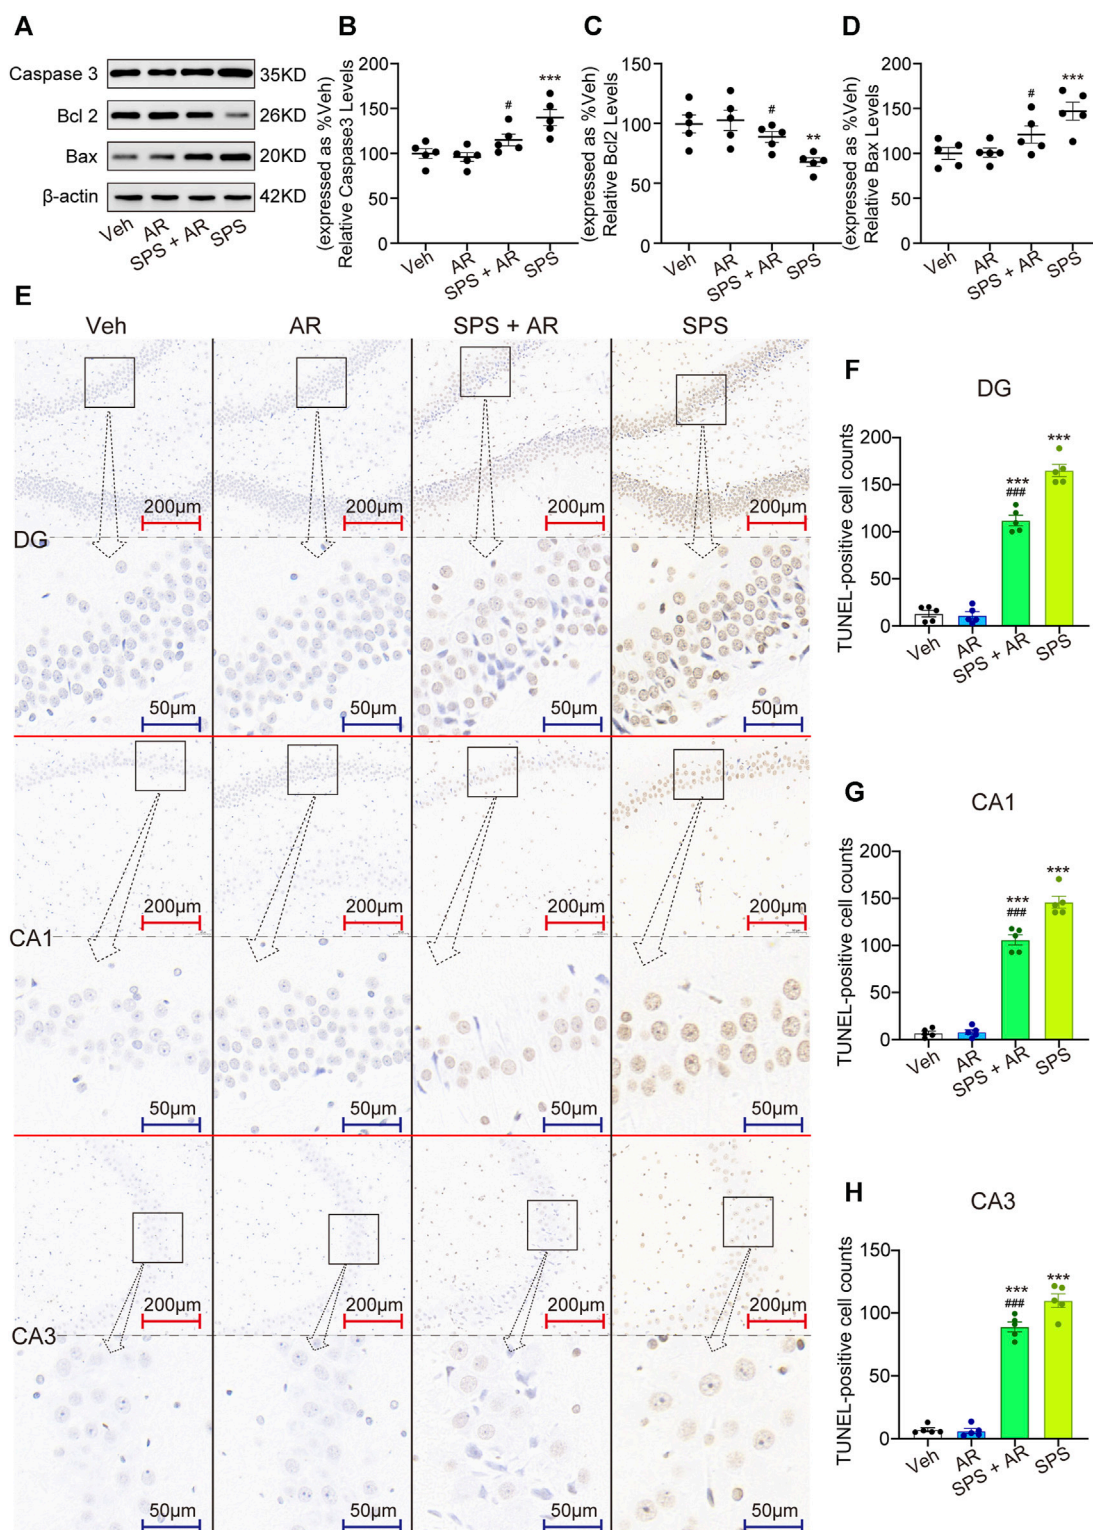 A
Caspase 3
35KD
Bcl 2
26KD
Bax
20KD
β-actin
42KD
Veh
AR
SPS + AR
SPS
B
(expressed as %Veh)
Relative Caspase3 Levels
200
150
100
50
0
#
***
Veh
AR
SPS + AR
SPS
C
(expressed as %Veh)
Relative Bcl2 Levels
150
100
50
0
#
**
Veh
AR
SPS + AR
SPS
D
(expressed as %Veh)
Relative Bax Levels
200
150
100
50
0
#
***
Veh
AR
SPS + AR
SPS
E
Veh
AR
SPS + AR
SPS
200μm
200μm
200μm
200μm
DG
50μm
50μm
50μm
50μm
200μm
200μm
200μm
200μm
CA1
50μm
50μm
50μm
50μm
200μm
200μm
200μm
200μm
CA3
50μm
50μm
50μm
50μm
F
DG
TUNEL-positive cell counts
200
150
100
50
0
***
###
***
Veh
AR
SPS + AR
SPS
G
CA1
TUNEL-positive cell counts
200
150
100
50
0
***
###
***
Veh
AR
SPS + AR
SPS
H
CA3
TUNEL-positive cell counts
150
100
50
0
***
###
***
Veh
AR
SPS + AR
SPS